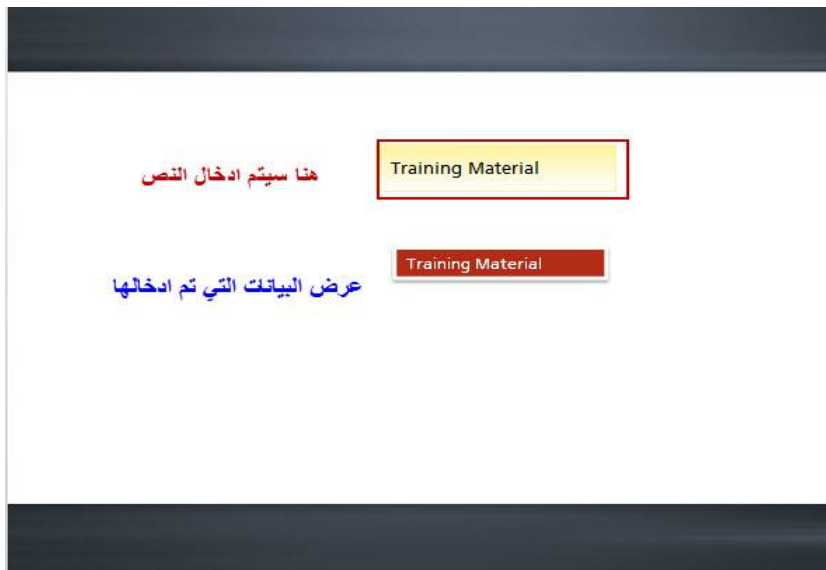 هنا سيتم ادخال النص
Training Material
Training Material
عرض البيانات التي تم ادخالها